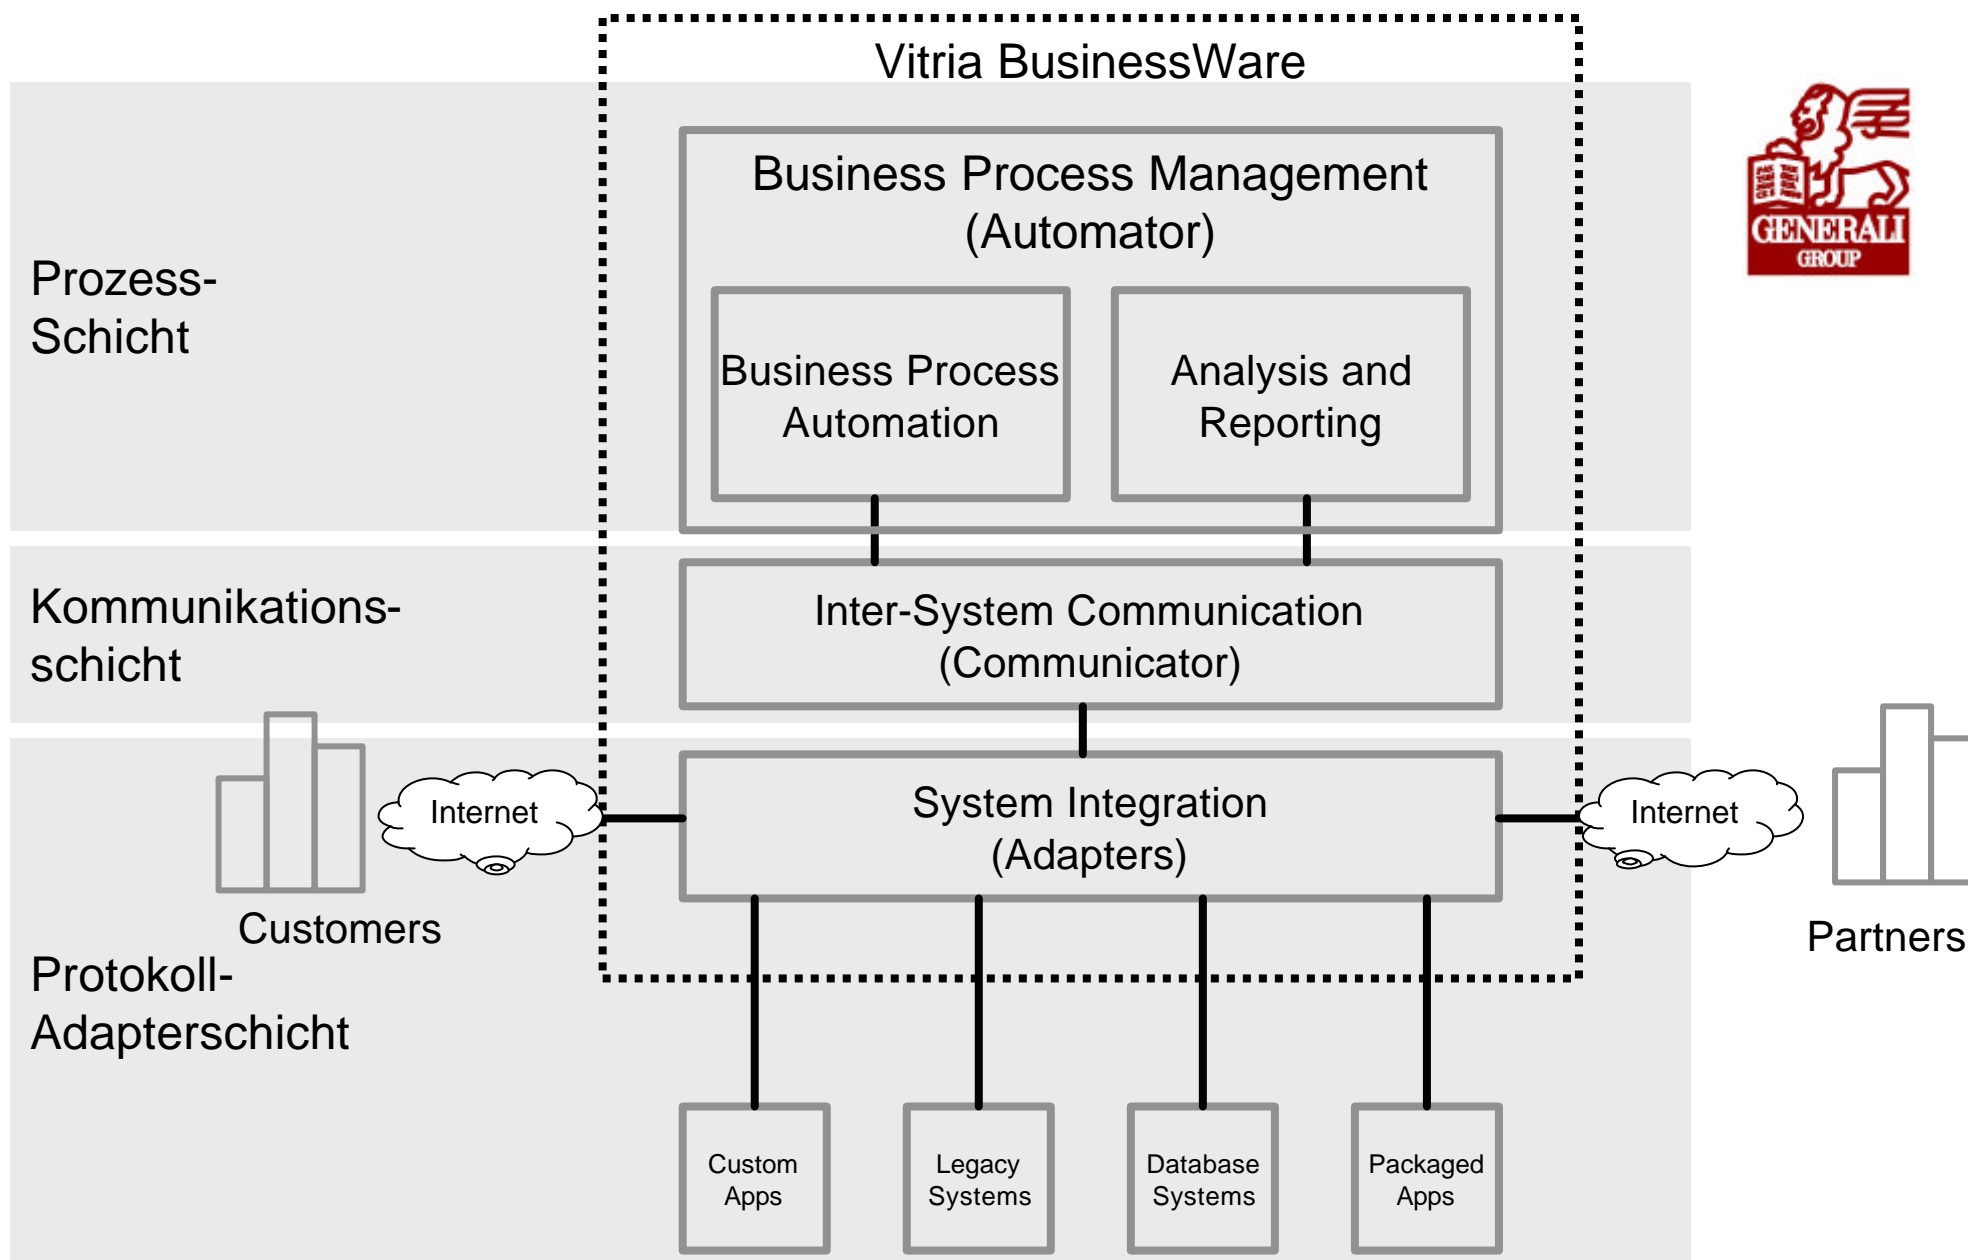 Vitria BusinessWare
Business Process Management
(Automator)
GENERALI
GROUP
Prozess-
Schicht
Business Process
Automation
Analysis and
Reporting
Kommunikations-
schicht
Inter-System Communication
(Communicator)
Internet
System Integration
(Adapters)
Internet
Customers
Partners
Protokoll-
Adapterschicht
Custom
Apps
Legacy
Systems
Database
Systems
Packaged
Apps